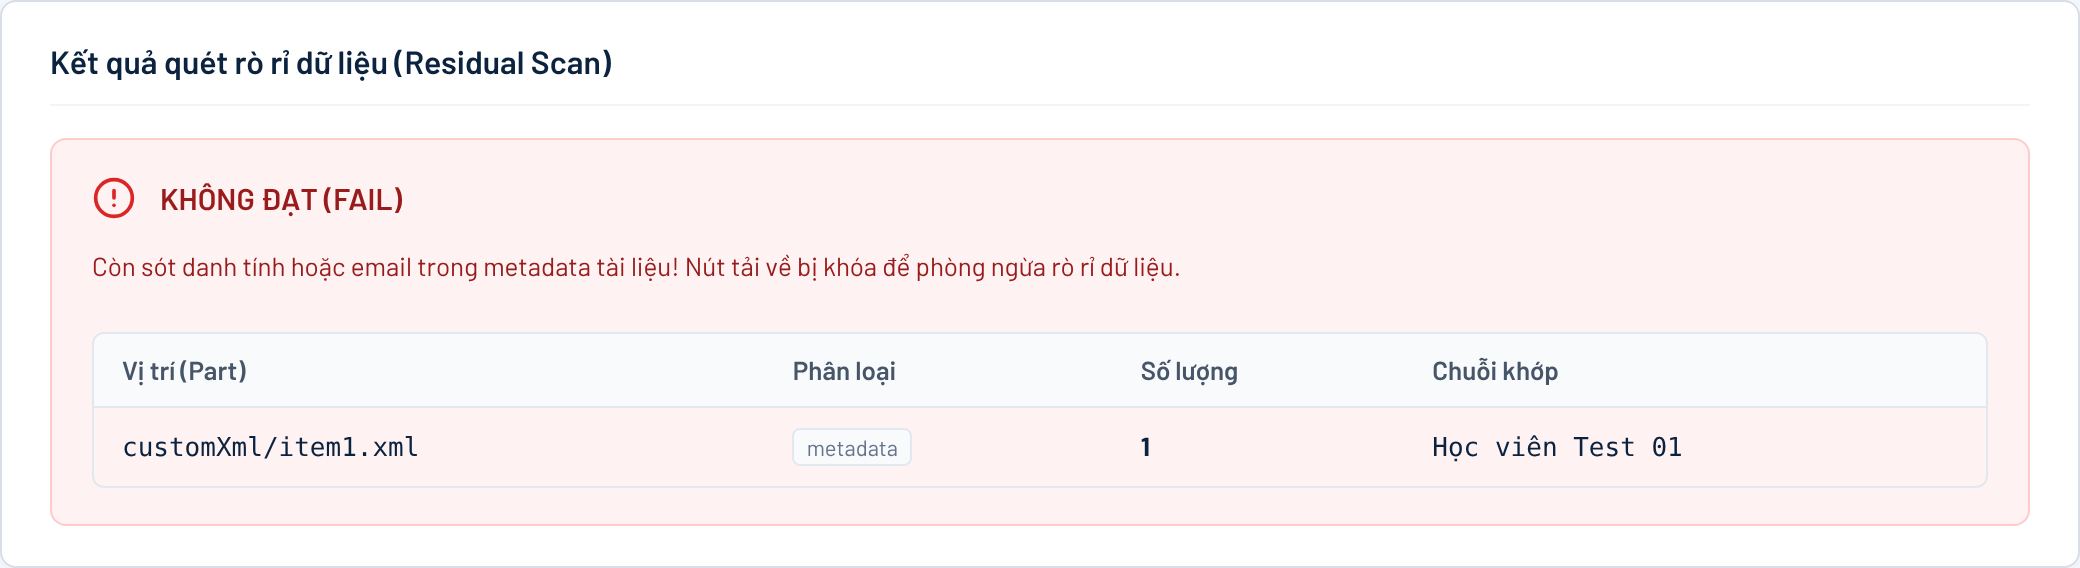 Kết quả quét rò rỉ dữ liệu (Residual Scan)
KHÔNG ĐẠT (FAIL)
Còn sót danh tính hoặc email trong metadata tài liệu! Nút tải về bị khóa để phòng ngừa rò rỉ dữ liệu.
Vị trí (Part) Phân loại Số lượng Chuỗi khớp
customXml/item1.xml metadata 1 Học viên Test 01